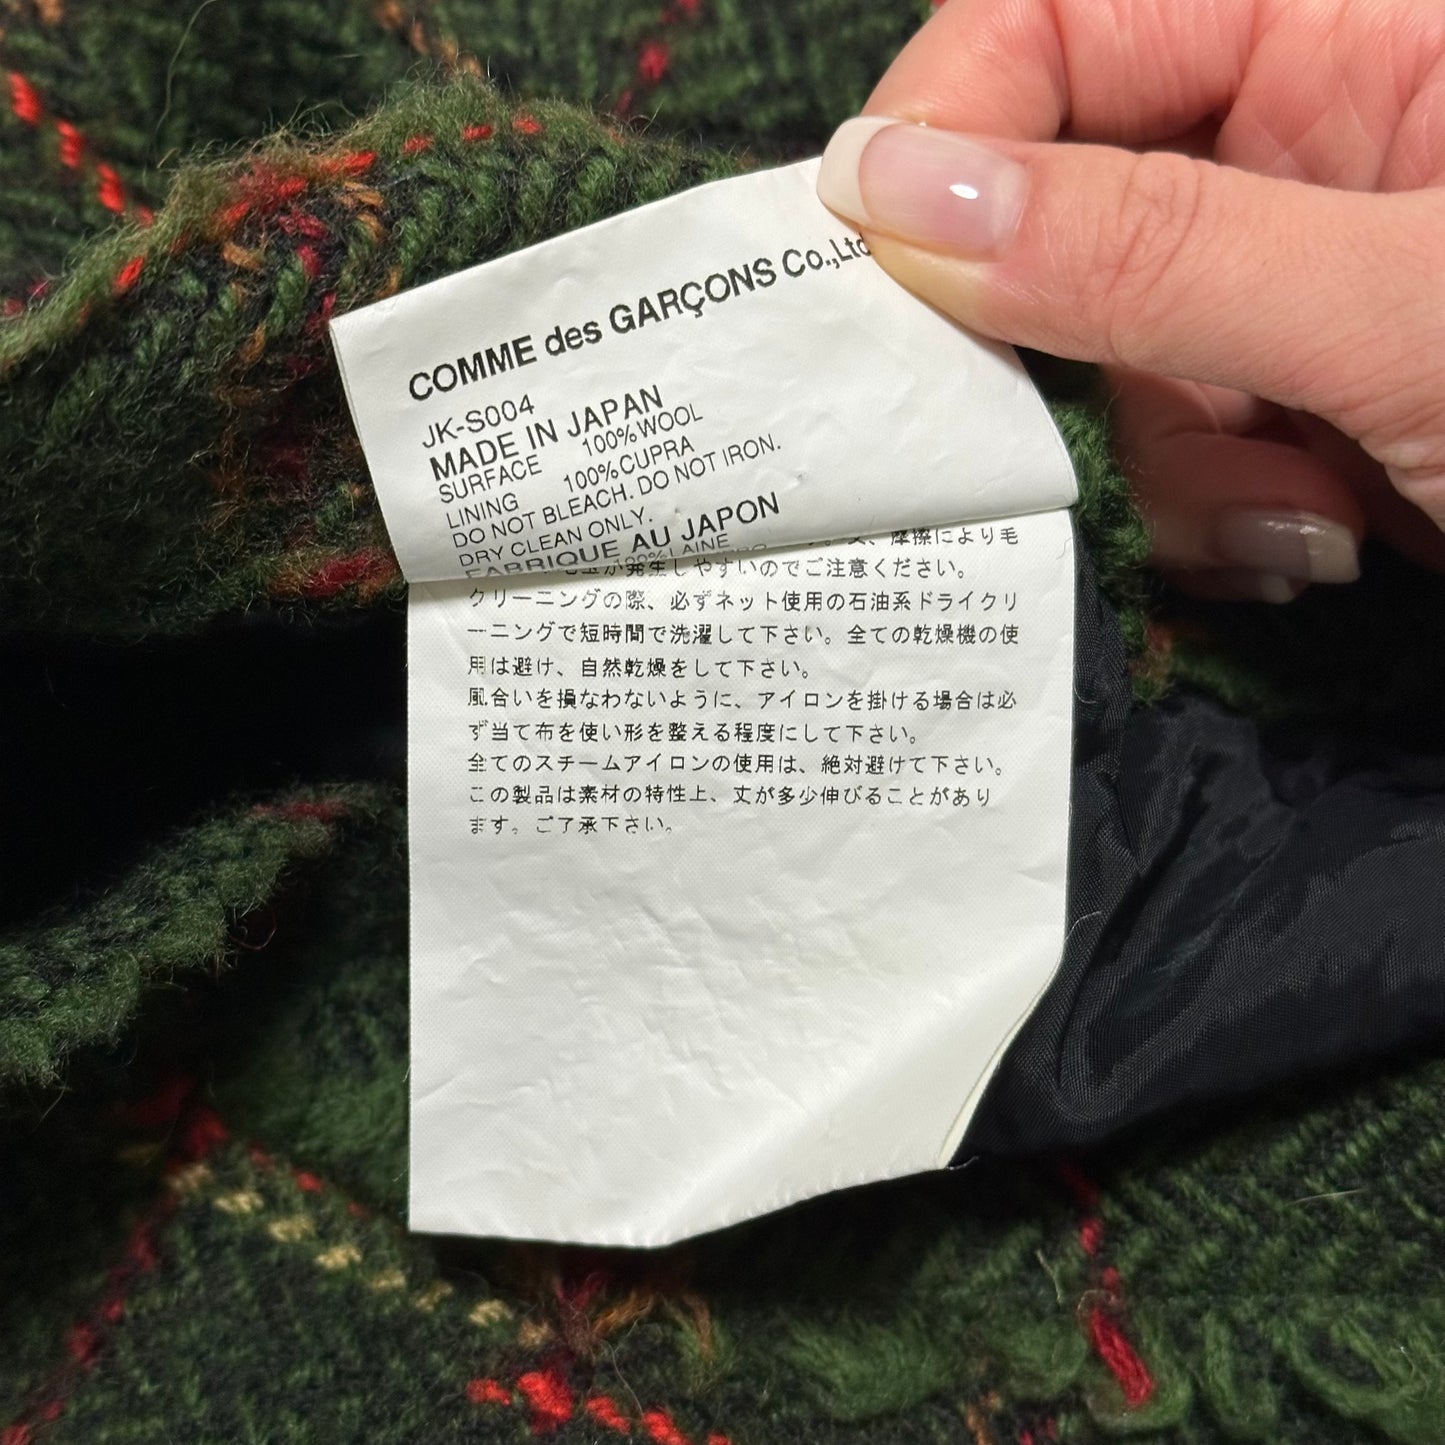 COMME des GARÇONS Co.,Ltd
JK-S004
MADE IN JAPAN
SURFACE 100%WOOL
LINING 100%CUPRA
DO NOT BLEACH. DO NOT IRON.
DRY CLEAN ONLY.
FABRIQUE AU JAPON
100%LAINE
、摩擦により毛
が発生しやすいのでご注意ください。
クリーニングの際、必ずネット使用の石油系ドライクリ
ーニングで短時間で洗濯して下さい。全ての乾燥機の使
用は避け、自然乾燥をして下さい。
風合いを損なわないように、アイロンを掛ける場合は必
ず当て布を使い形を整える程度にして下さい。
全てのスチームアイロンの使用は、絶対避けて下さい。
この製品は素材の特性上、丈が多少伸びることがあり
ます。ご了承下さい。